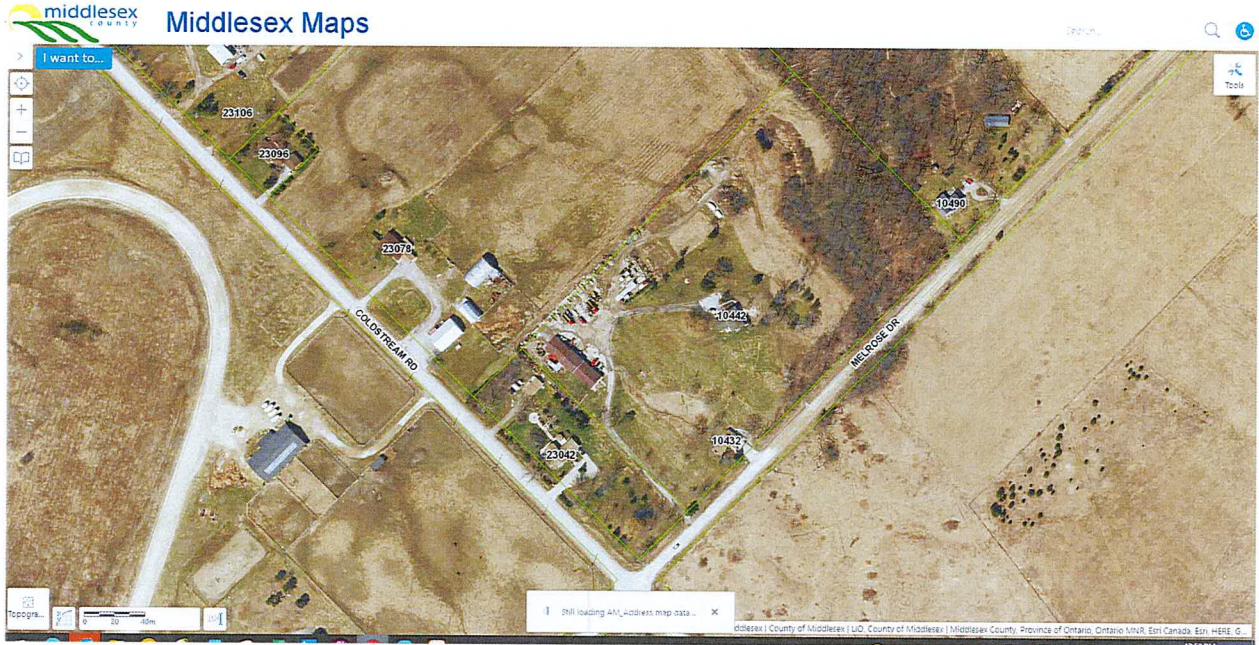 middlesex
county
Middlesex Maps
Search...
I want to...
Tools
23106
23096
10490
23078
10442
COLDSTREAM RD
MELROSE DR
10432
23042
Topogra...
0 20 40m
Still loading AM_Address map data...
ddlesex | County of Middlesex | LIO, County of Middlesex | Middlesex County, Province of Ontario, Ontario MNR, Esri Canada, Esri, HERE, G...